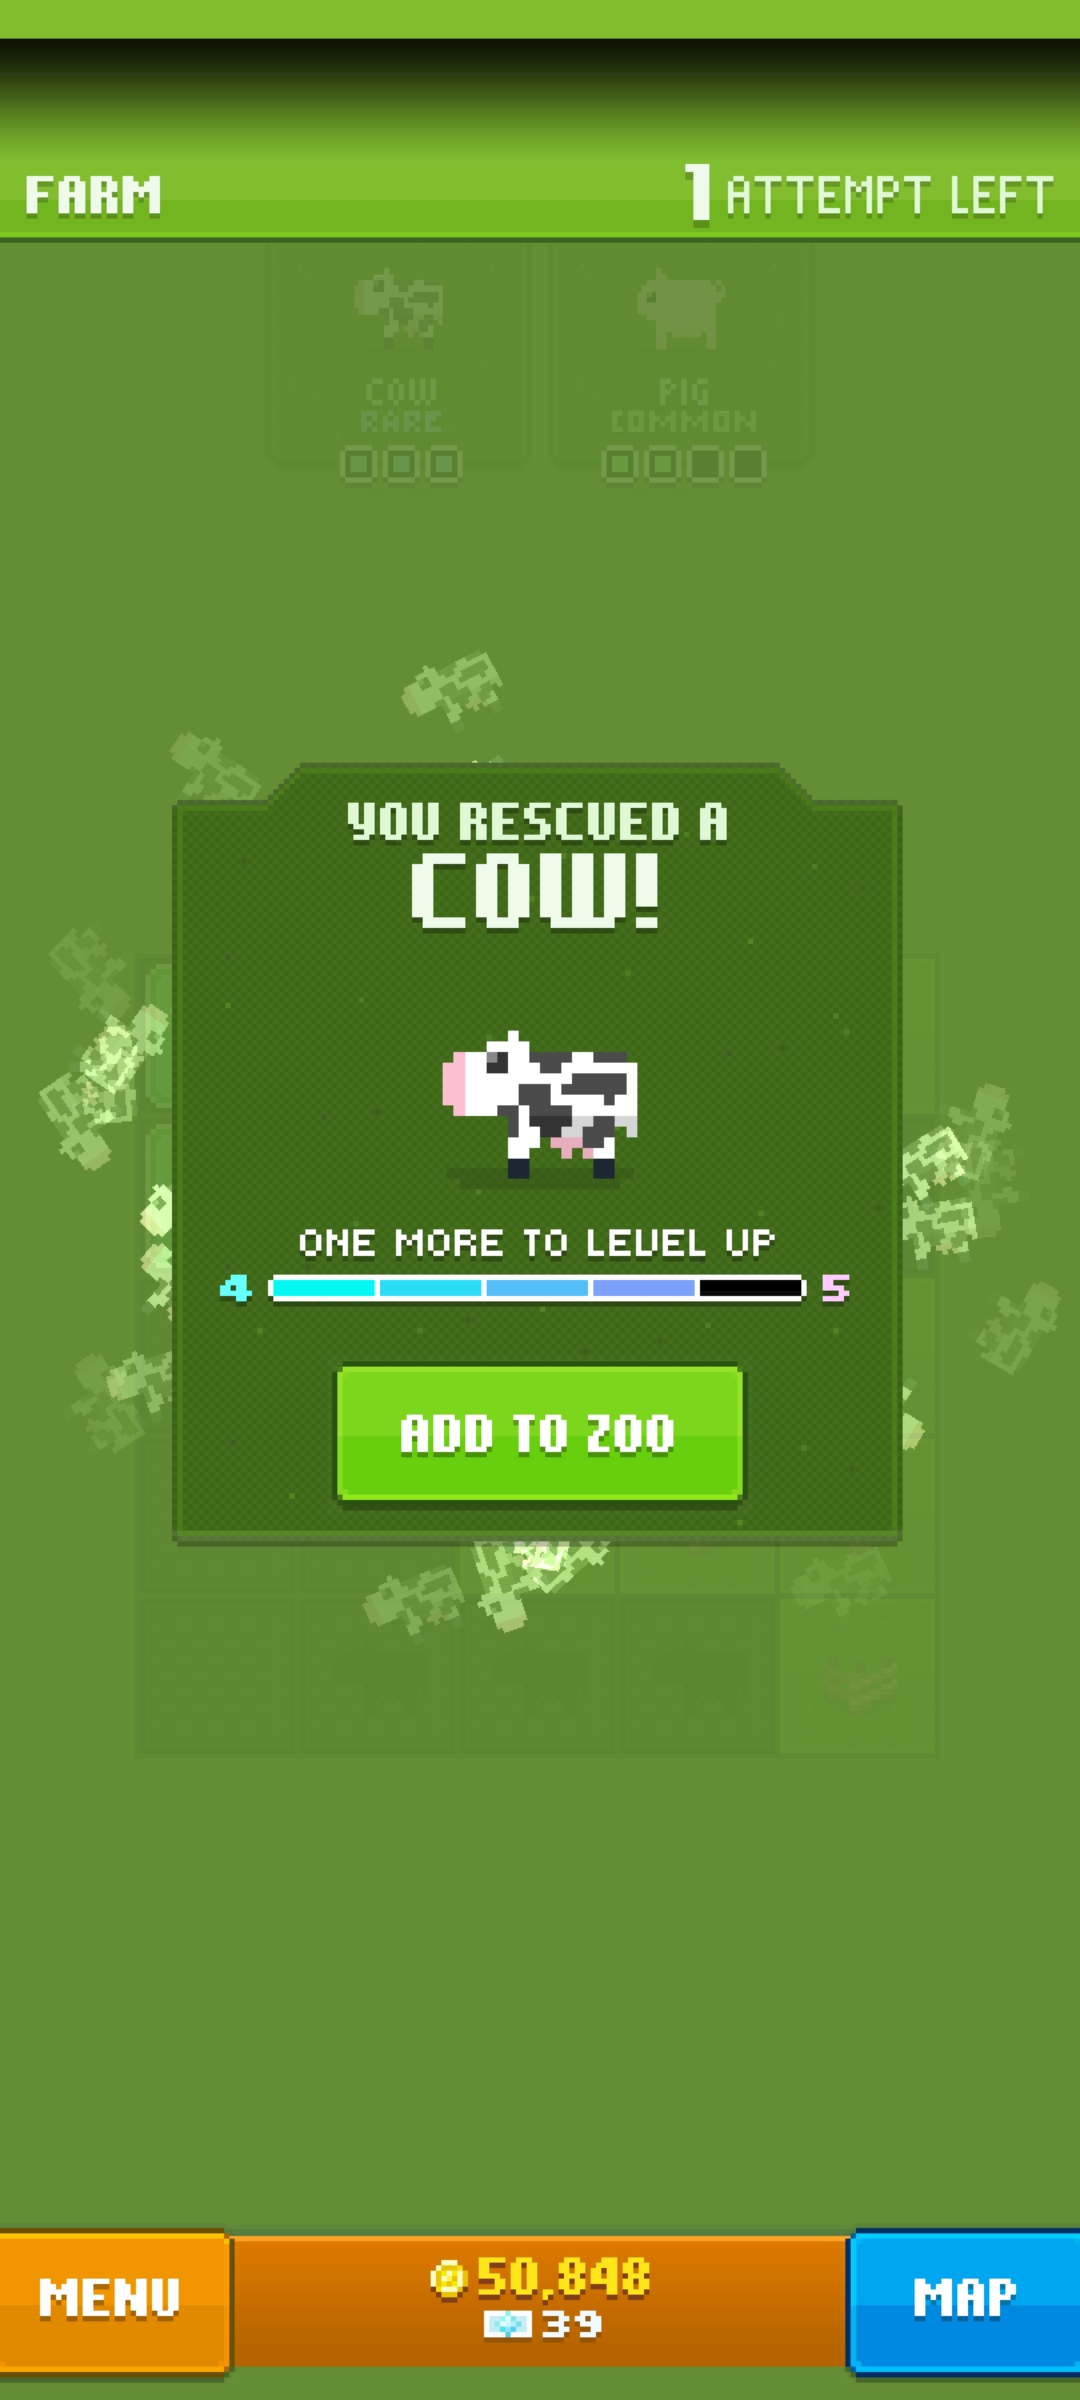 FARM
1 ATTEMPT LEFT
COW
RARE
PIG
COMMON
YOU RESCUED A
COW!
ONE MORE TO LEVEL UP
4 5
ADD TO ZOO
MENU
50,848
39
MAP